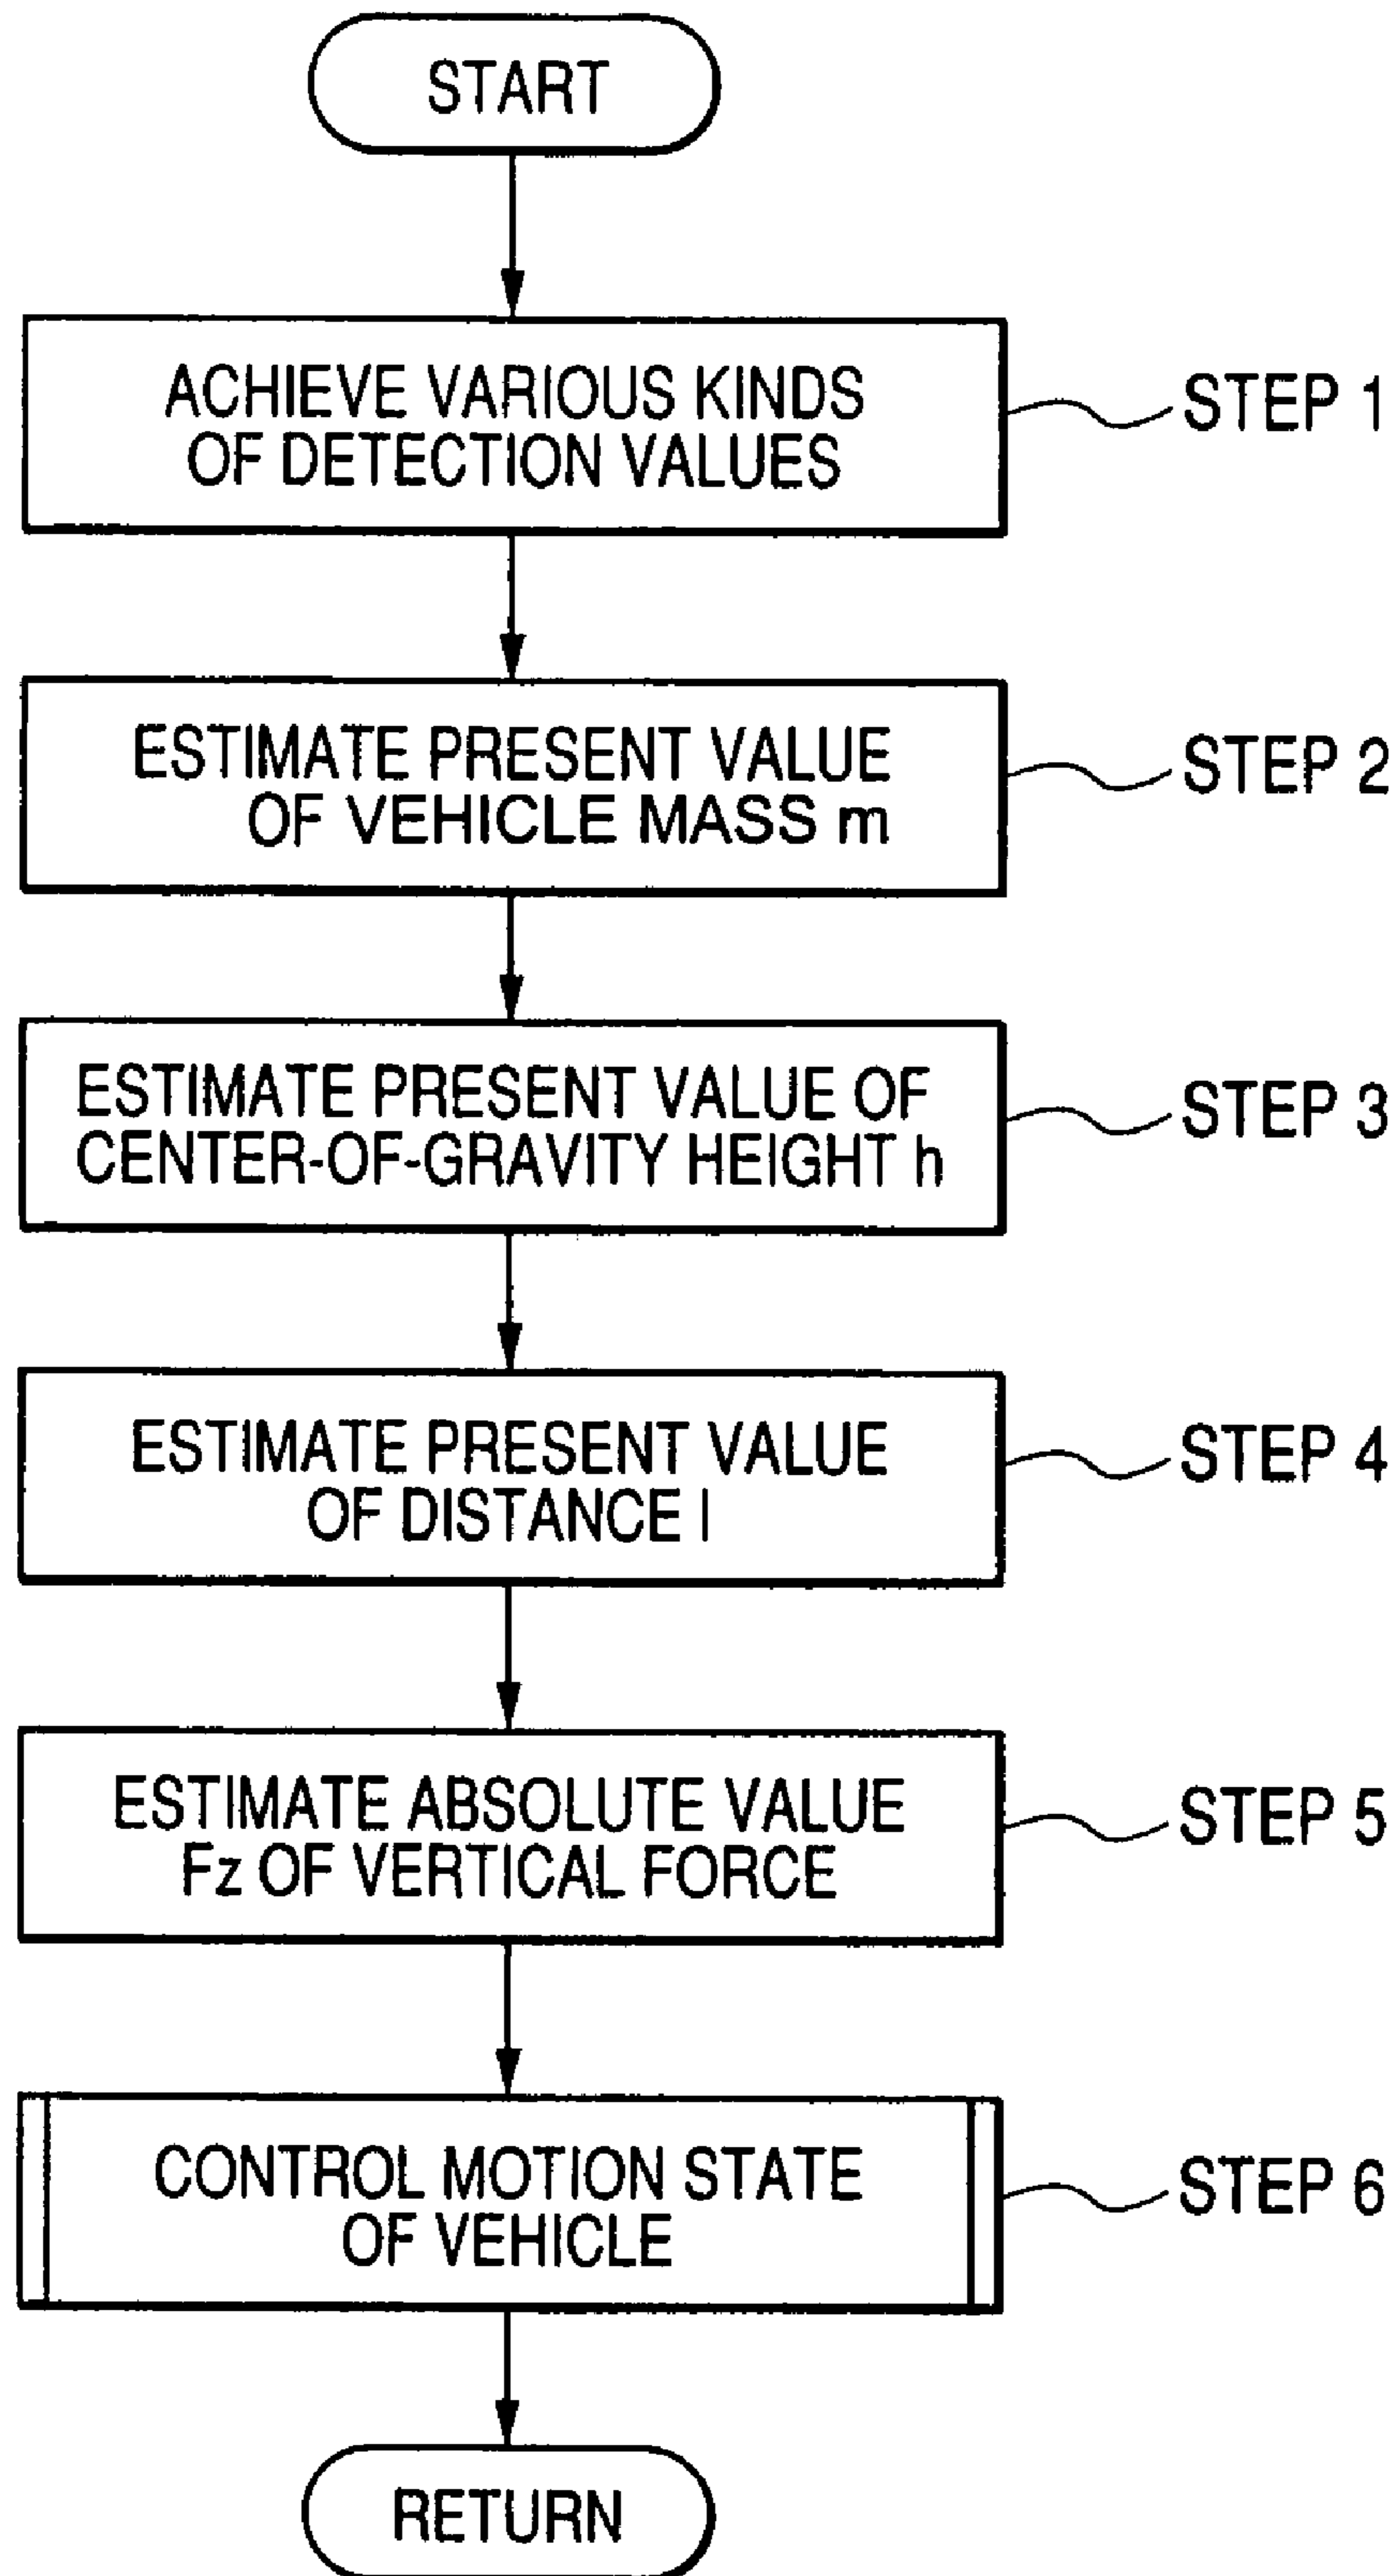 START
ACHIEVE VARIOUS KINDS
OF DETECTION VALUES
STEP 1
ESTIMATE PRESENT VALUE
OF VEHICLE MASS m
STEP 2
ESTIMATE PRESENT VALUE OF
CENTER-OF-GRAVITY HEIGHT h
STEP 3
ESTIMATE PRESENT VALUE
OF DISTANCE l
STEP 4
ESTIMATE ABSOLUTE VALUE
Fz OF VERTICAL FORCE
STEP 5
CONTROL MOTION STATE
OF VEHICLE
STEP 6
RETURN